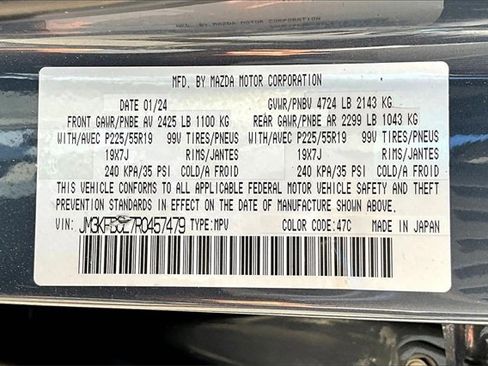 MFD. BY MAZDA MOTOR CORPORATION
DATE 01/24 GVWR/PNBV 4724 LB 2143 KG
FRONT GAWR/PNBE AV 2425 LB 1100 KG REAR GAWR/PNBE AR 2299 LB 1043 KG
WITH/AVEC P225/55R19 99V TIRES/PNEUS WITH/AVEC P225/55R19 99V TIRES/PNEUS
19X7J RIMS/JANTES 19X7J RIMS/JANTES
240 KPA/35 PSI COLD/A FROID 240 KPA/35 PSI COLD/A FROID
THIS VEHICLE CONFORMS TO ALL APPLICABLE FEDERAL MOTOR VEHICLE SAFETY AND THEFT
PREVENTION STANDARDS IN EFFECT ON THE DATE OF MANUFACTURE SHOWN ABOVE.
VIN: TYPE:MPV COLOR CODE:47C MADE IN JAPAN